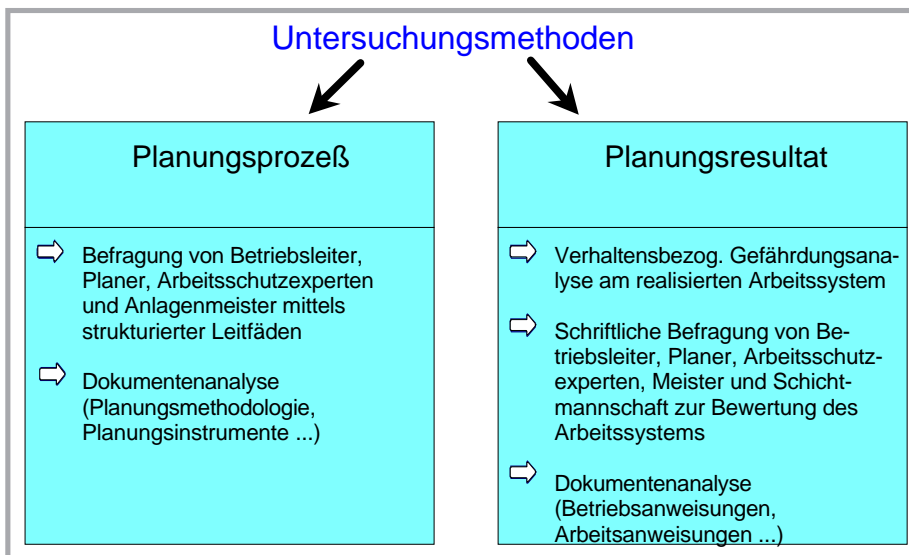 Untersuchungsmethoden
Planungsprozeß
Befragung von Betriebsleiter,
Planer, Arbeitsschutzexperten
und Anlagenmeister mittels
strukturierter Leitfäden
Dokumentenanalyse
(Planungsmethodologie,
Planungsinstrumente ...)
Planungsresultat
Verhaltensbezog. Gefährdungsana-
lyse am realisierten Arbeitssystem
Schriftliche Befragung von Be-
triebsleiter, Planer, Arbeitsschutz-
experten, Meister und Schicht-
mannschaft zur Bewertung des
Arbeitssystems
Dokumentenanalyse
(Betriebsanweisungen,
Arbeitsanweisungen ...)